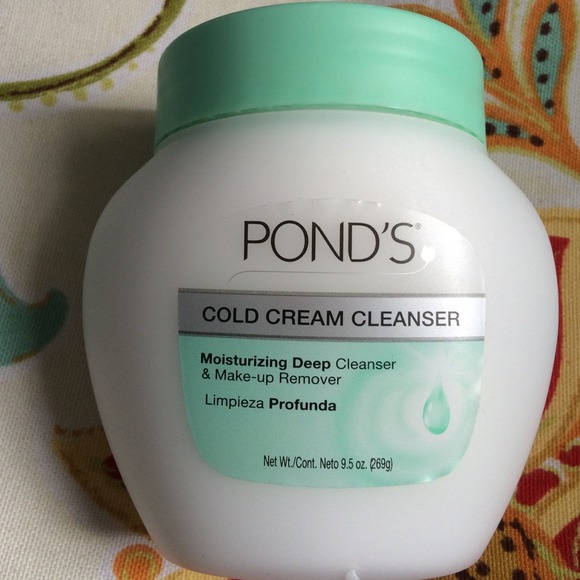 POND'S®
COLD CREAM CLEANSER
Moisturizing Deep Cleanser
& Make-up Remover
Limpieza Profunda
Net Wt./Cont. Neto 9.5 oz. (269g)